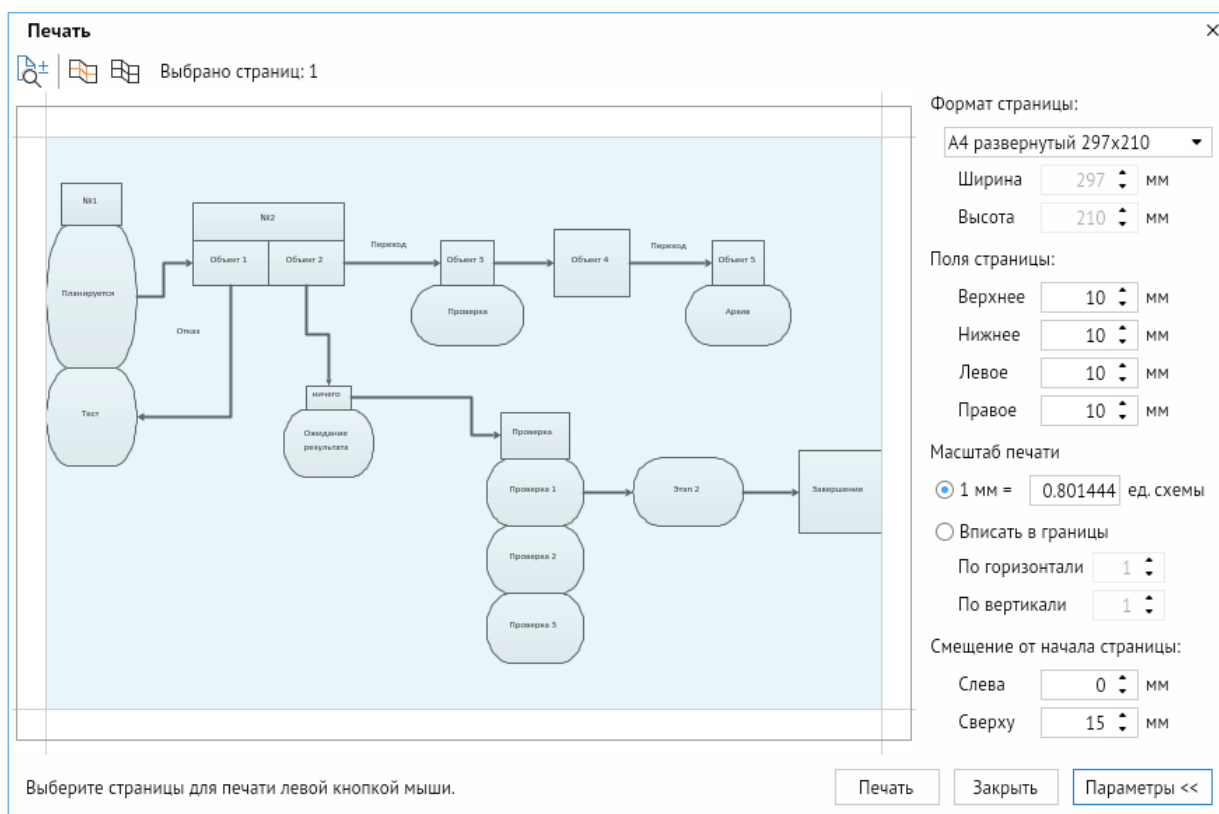 Печать
Выбрано страниц: 1
№1
Планируется
Тест
№2
Объект 1
Объект 2
Отказ
Переход
Объект 3
Проверка
Объект 4
Переход
Объект 5
Архив
ничего
Ожидание
результата
Проверка
Проверка 1
Проверка 2
Проверка 3
Этап 2
Завершение
Формат страницы:
А4 развернутый 297x210
Ширина 297 мм
Высота 210 мм
Поля страницы:
Верхнее 10 мм
Нижнее 10 мм
Левое 10 мм
Правое 10 мм
Масштаб печати
1 мм = 0.801444 ед. схемы
Вписать в границы
По горизонтали 1
По вертикали 1
Смещение от начала страницы:
Слева 0 мм
Сверху 15 мм
Выберите страницы для печати левой кнопкой мыши.
Печать
Закрыть
Параметры <<